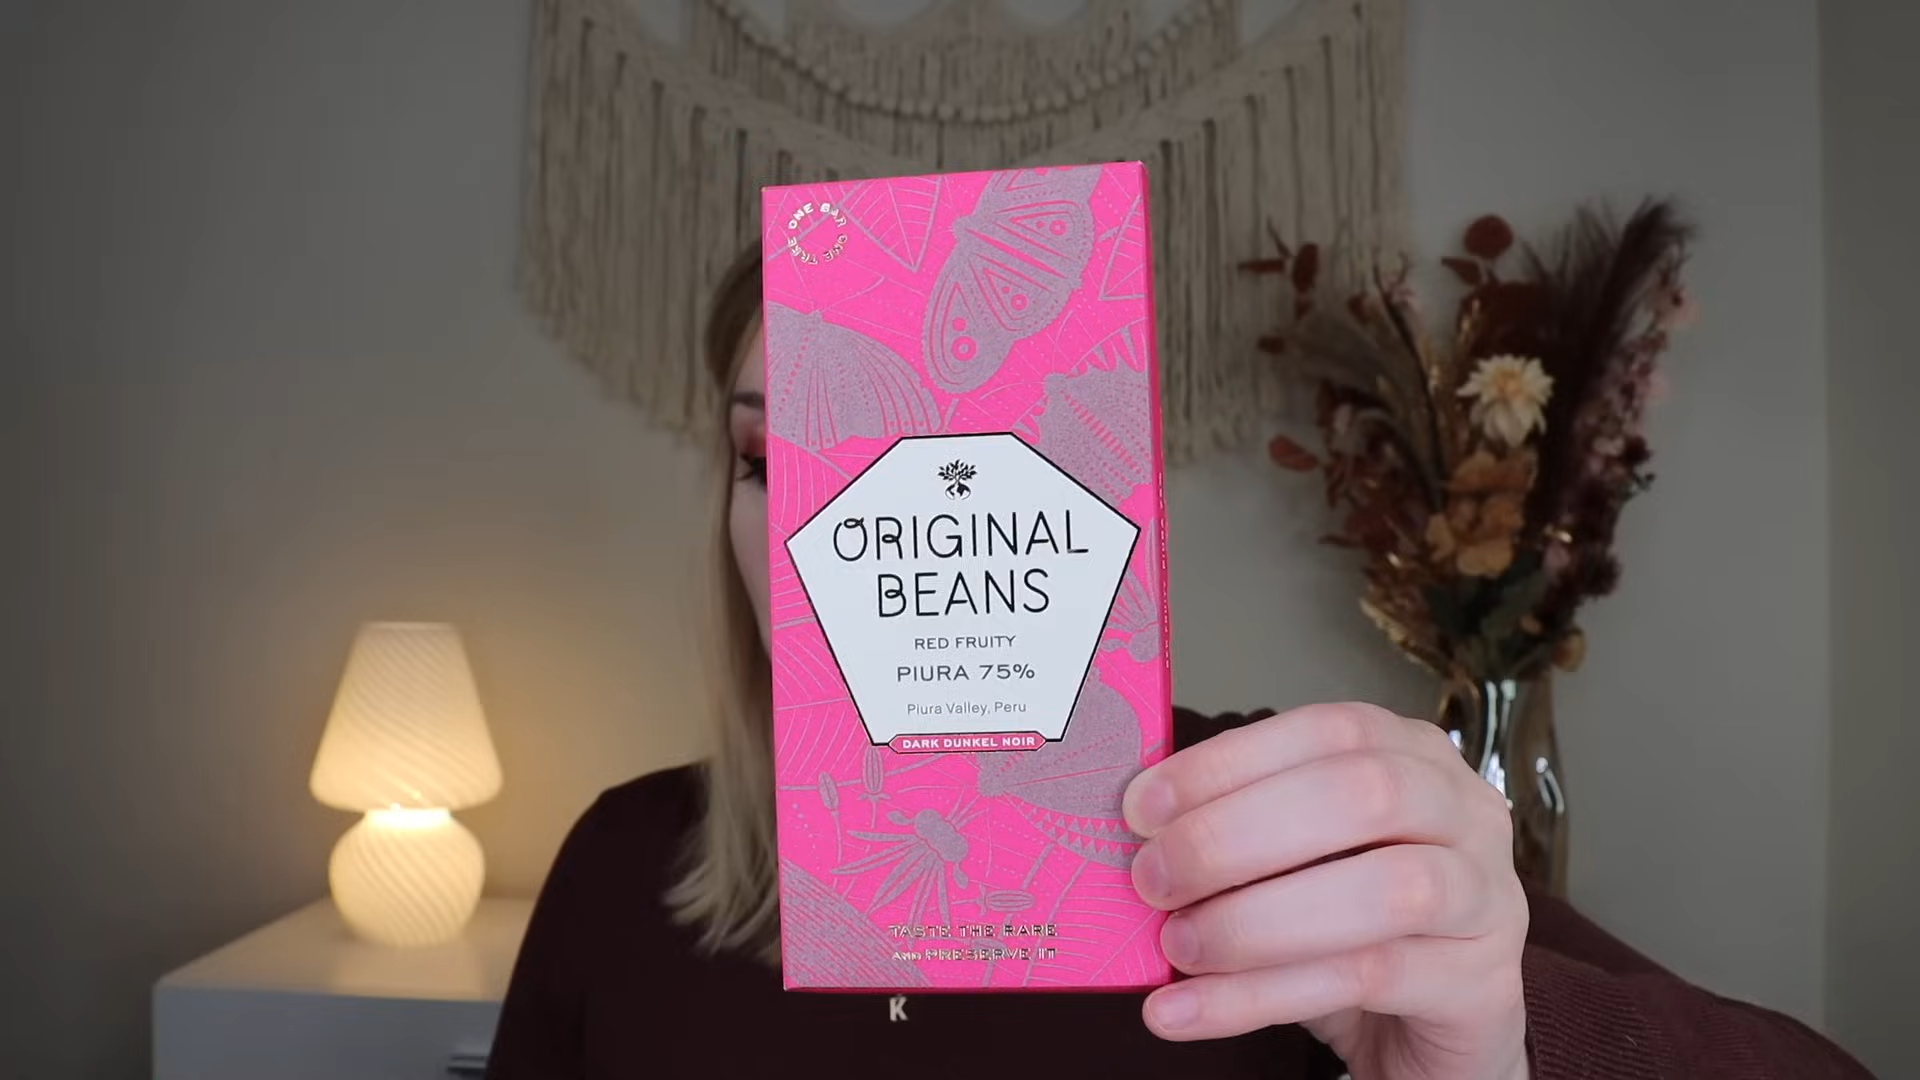 ONE BAR ONE TREE
ORIGINAL
BEANS
RED FRUITY
PIURA 75%
Piura Valley, Peru
DARK DUNKEL NOIR
TASTE THE RARE
AND PRESERVE IT
K